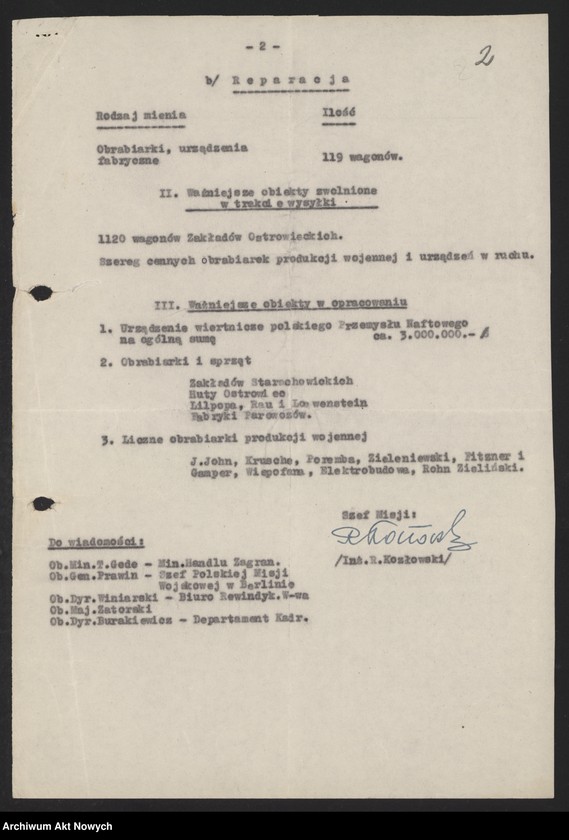 - 2 -
2
b/ R e p a r a c j a
Rodzaj mienia Ilość
Obrabiarki, urządzenia
fabryczne 119 wagonów.
II. Ważniejsze obiekty zwolnione
w trakcie wysyłki
1120 wagonów Zakładów Ostrowieckich.
Szereg cennych obrabiarek produkcji wojennej i urządzeń w ruchu.
III. Ważniejsze obiekty w opracowaniu
1. Urządzenie wiertnicze polskiego Przemysłu Naftowego
na ogólną sumę ca. 3.000.000.- $
2. Obrabiarki i sprzęt
Zakładów Starachowickich
Huty Ostrowiec
Lilpopa, Rau i Loewenstein
Fabryki Parowozów.
3. Liczne obrabiarki produkcji wojennej
J.John, Krusche, Poremba, Zieleniewski, Fitzner i
Gamper, Wiepofama, Elektrobudowa, Rohn Zieliński.
Szef Misji:
RKozłowski
/Inż.R.Kozłowski/
Do wiadomości:
Ob.Min.T.Gede - Min.Handlu Zagran.
Ob.Gen.Prawin - Szef Polskiej Misji
Wojskowej w Berlinie
Ob.Dyr.Winiarski - Biuro Rewindyk.W-wa
Ob.Maj.Zatorski
Ob.Dyr.Burakiewicz - Departament Kadr.
Archiwum Akt Nowych